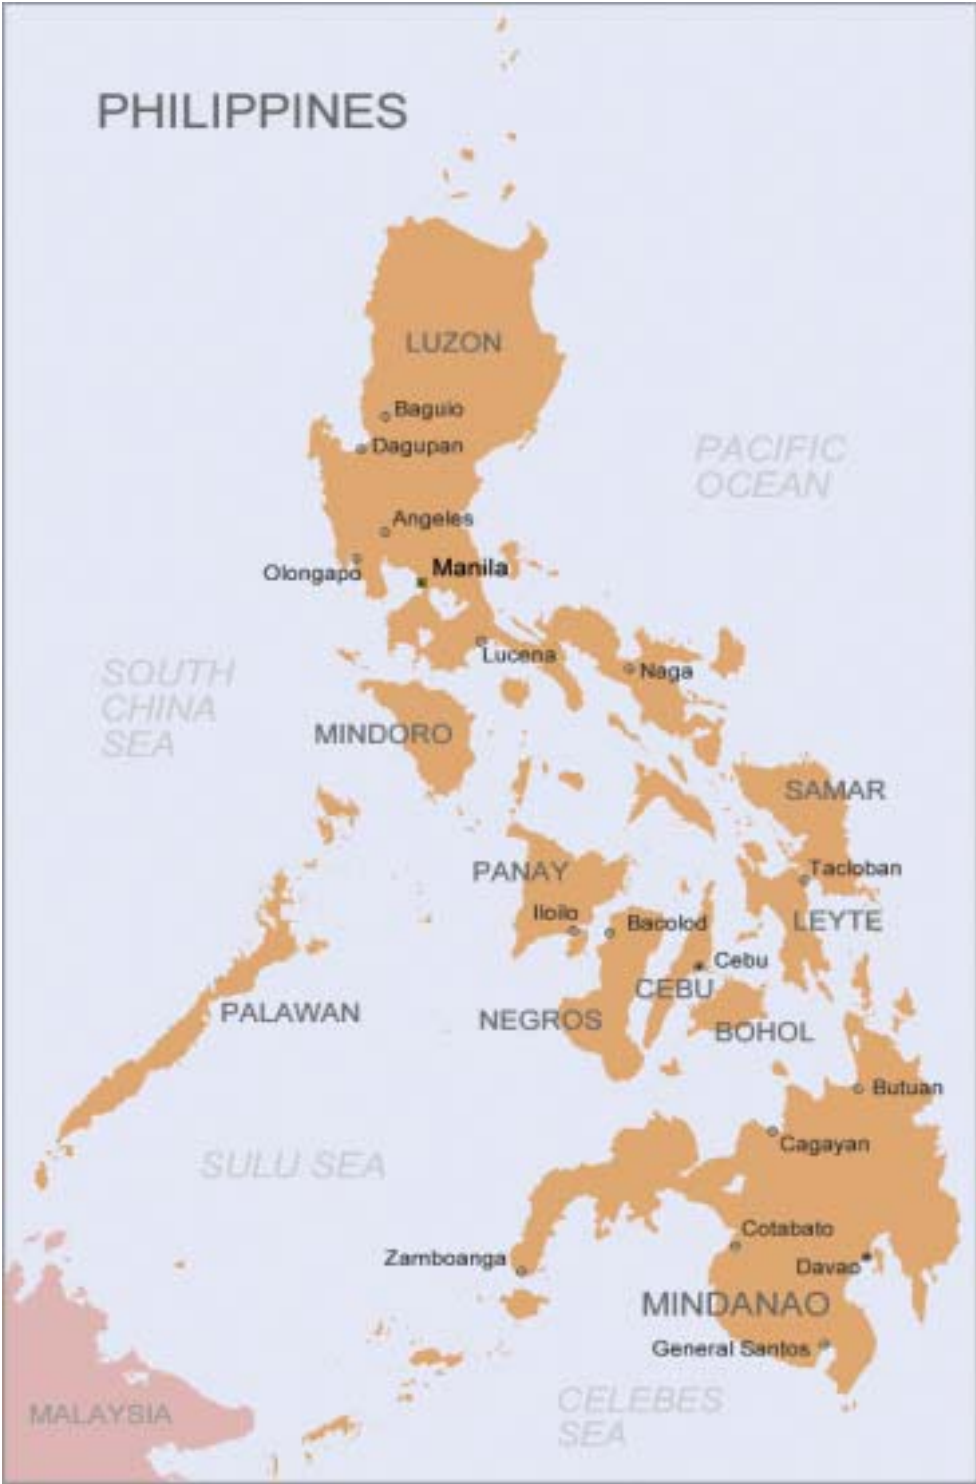 PHILIPPINES
LUZON
Baguio
Dagupan
PACIFIC
OCEAN
Angeles
Manila
Olongapo
Lucena
Naga
SOUTH
CHINA
SEA
MINDORO
SAMAR
PANAY
Tacloban
Iloilo
Bacolod
LEYTE
Cebu
CEBU
PALAWAN
NEGROS
BOHOL
Butuan
Cagayan
SULU SEA
Cotabato
Zamboanga
Davao
MINDANAO
General Santos
CELEBES
SEA
MALAYSIA